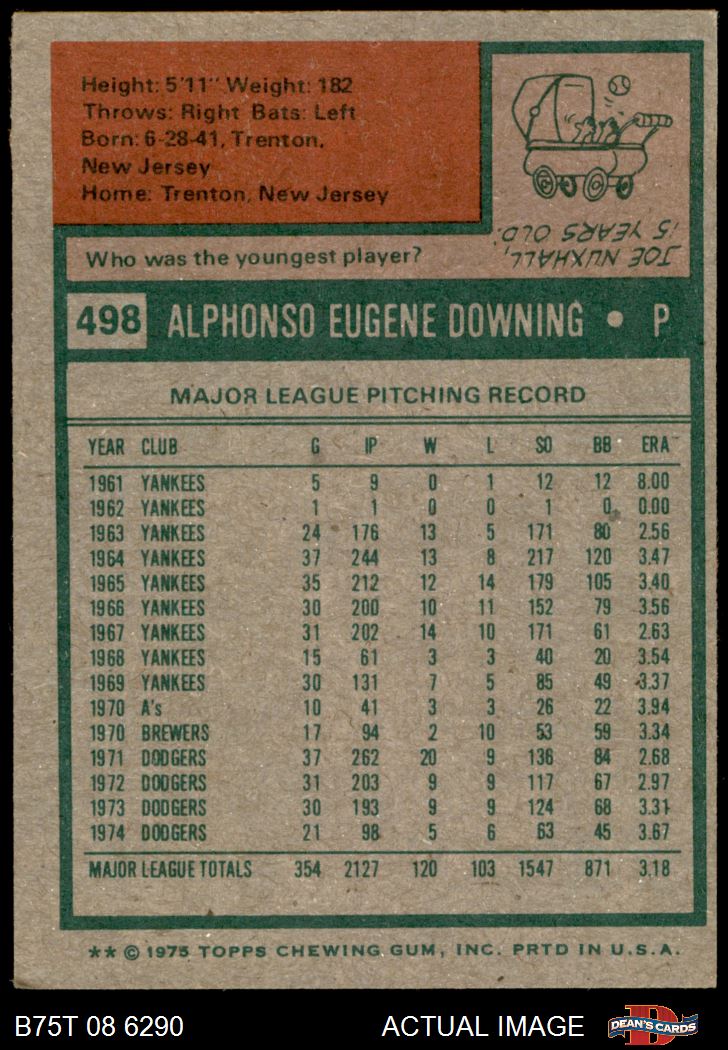 Height: 5'11" Weight: 182
Throws: Right Bats: Left
Born: 6-28-41, Trenton,
New Jersey
Home: Trenton, New Jersey
Who was the youngest player?
JOE NUXHALL,
15 YEARS OLD.
498 ALPHONSO EUGENE DOWNING • P
MAJOR LEAGUE PITCHING RECORD
YEAR CLUB G IP W L SO BB ERA
1961 YANKEES 5 9 0 1 12 12 8.00
1962 YANKEES 1 1 0 0 1 0 0.00
1963 YANKEES 24 176 13 5 171 80 2.56
1964 YANKEES 37 244 13 8 217 120 3.47
1965 YANKEES 35 212 12 14 179 105 3.40
1966 YANKEES 30 200 10 11 152 79 3.56
1967 YANKEES 31 202 14 10 171 61 2.63
1968 YANKEES 15 61 3 3 40 20 3.54
1969 YANKEES 30 131 7 5 85 49 3.37
1970 A's 10 41 3 3 26 22 3.94
1970 BREWERS 17 94 2 10 53 59 3.34
1971 DODGERS 37 262 20 9 136 84 2.68
1972 DODGERS 31 203 9 9 117 67 2.97
1973 DODGERS 30 193 9 9 124 68 3.31
1974 DODGERS 21 98 5 6 63 45 3.67
MAJOR LEAGUE TOTALS 354 2127 120 103 1547 871 3.18
** © 1975 TOPPS CHEWING GUM, INC. PRTD IN U.S.A.
B75T 08 6290 ACTUAL IMAGE DEAN'S CARDS